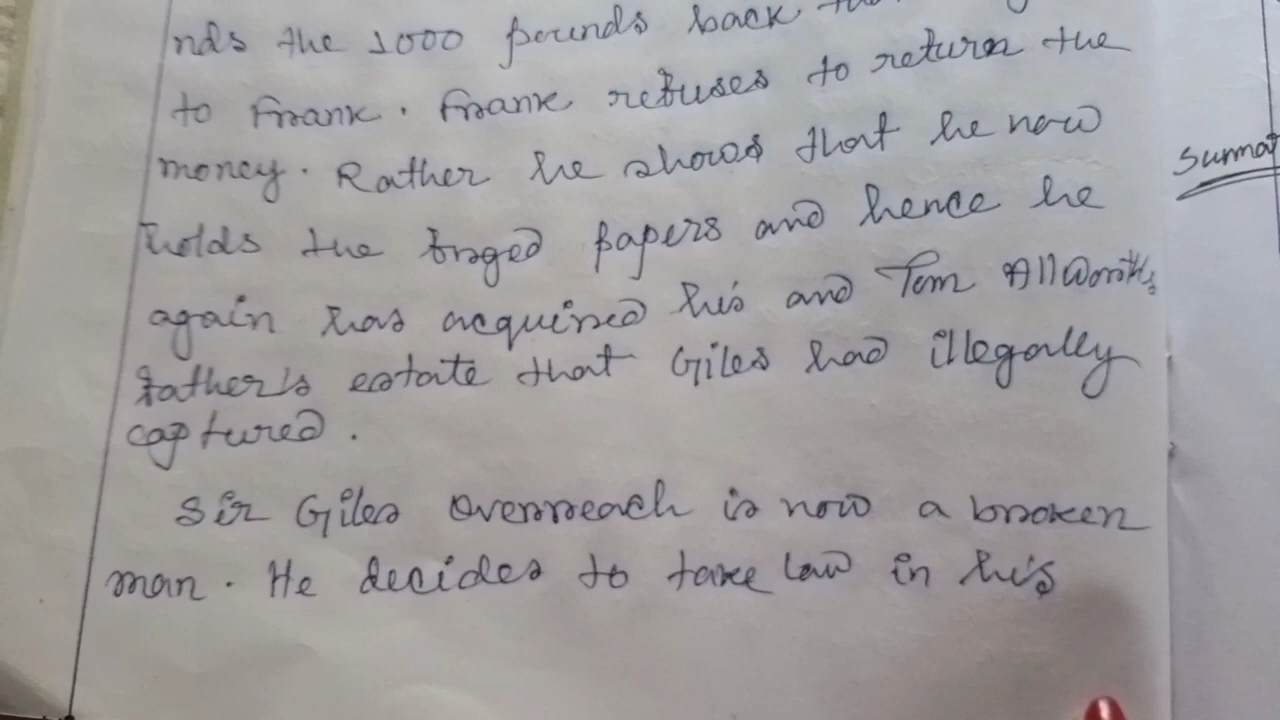 nds the 1000 pounds back
to Frank. Frank refuses to return the
money. Rather he shows that he now
holds the forged papers and hence he
again has acquired his and Tom Allworth's
father's estate that Giles had illegally
captured.
Sir Giles Overreach is now a broken
man. He decides to take law in his